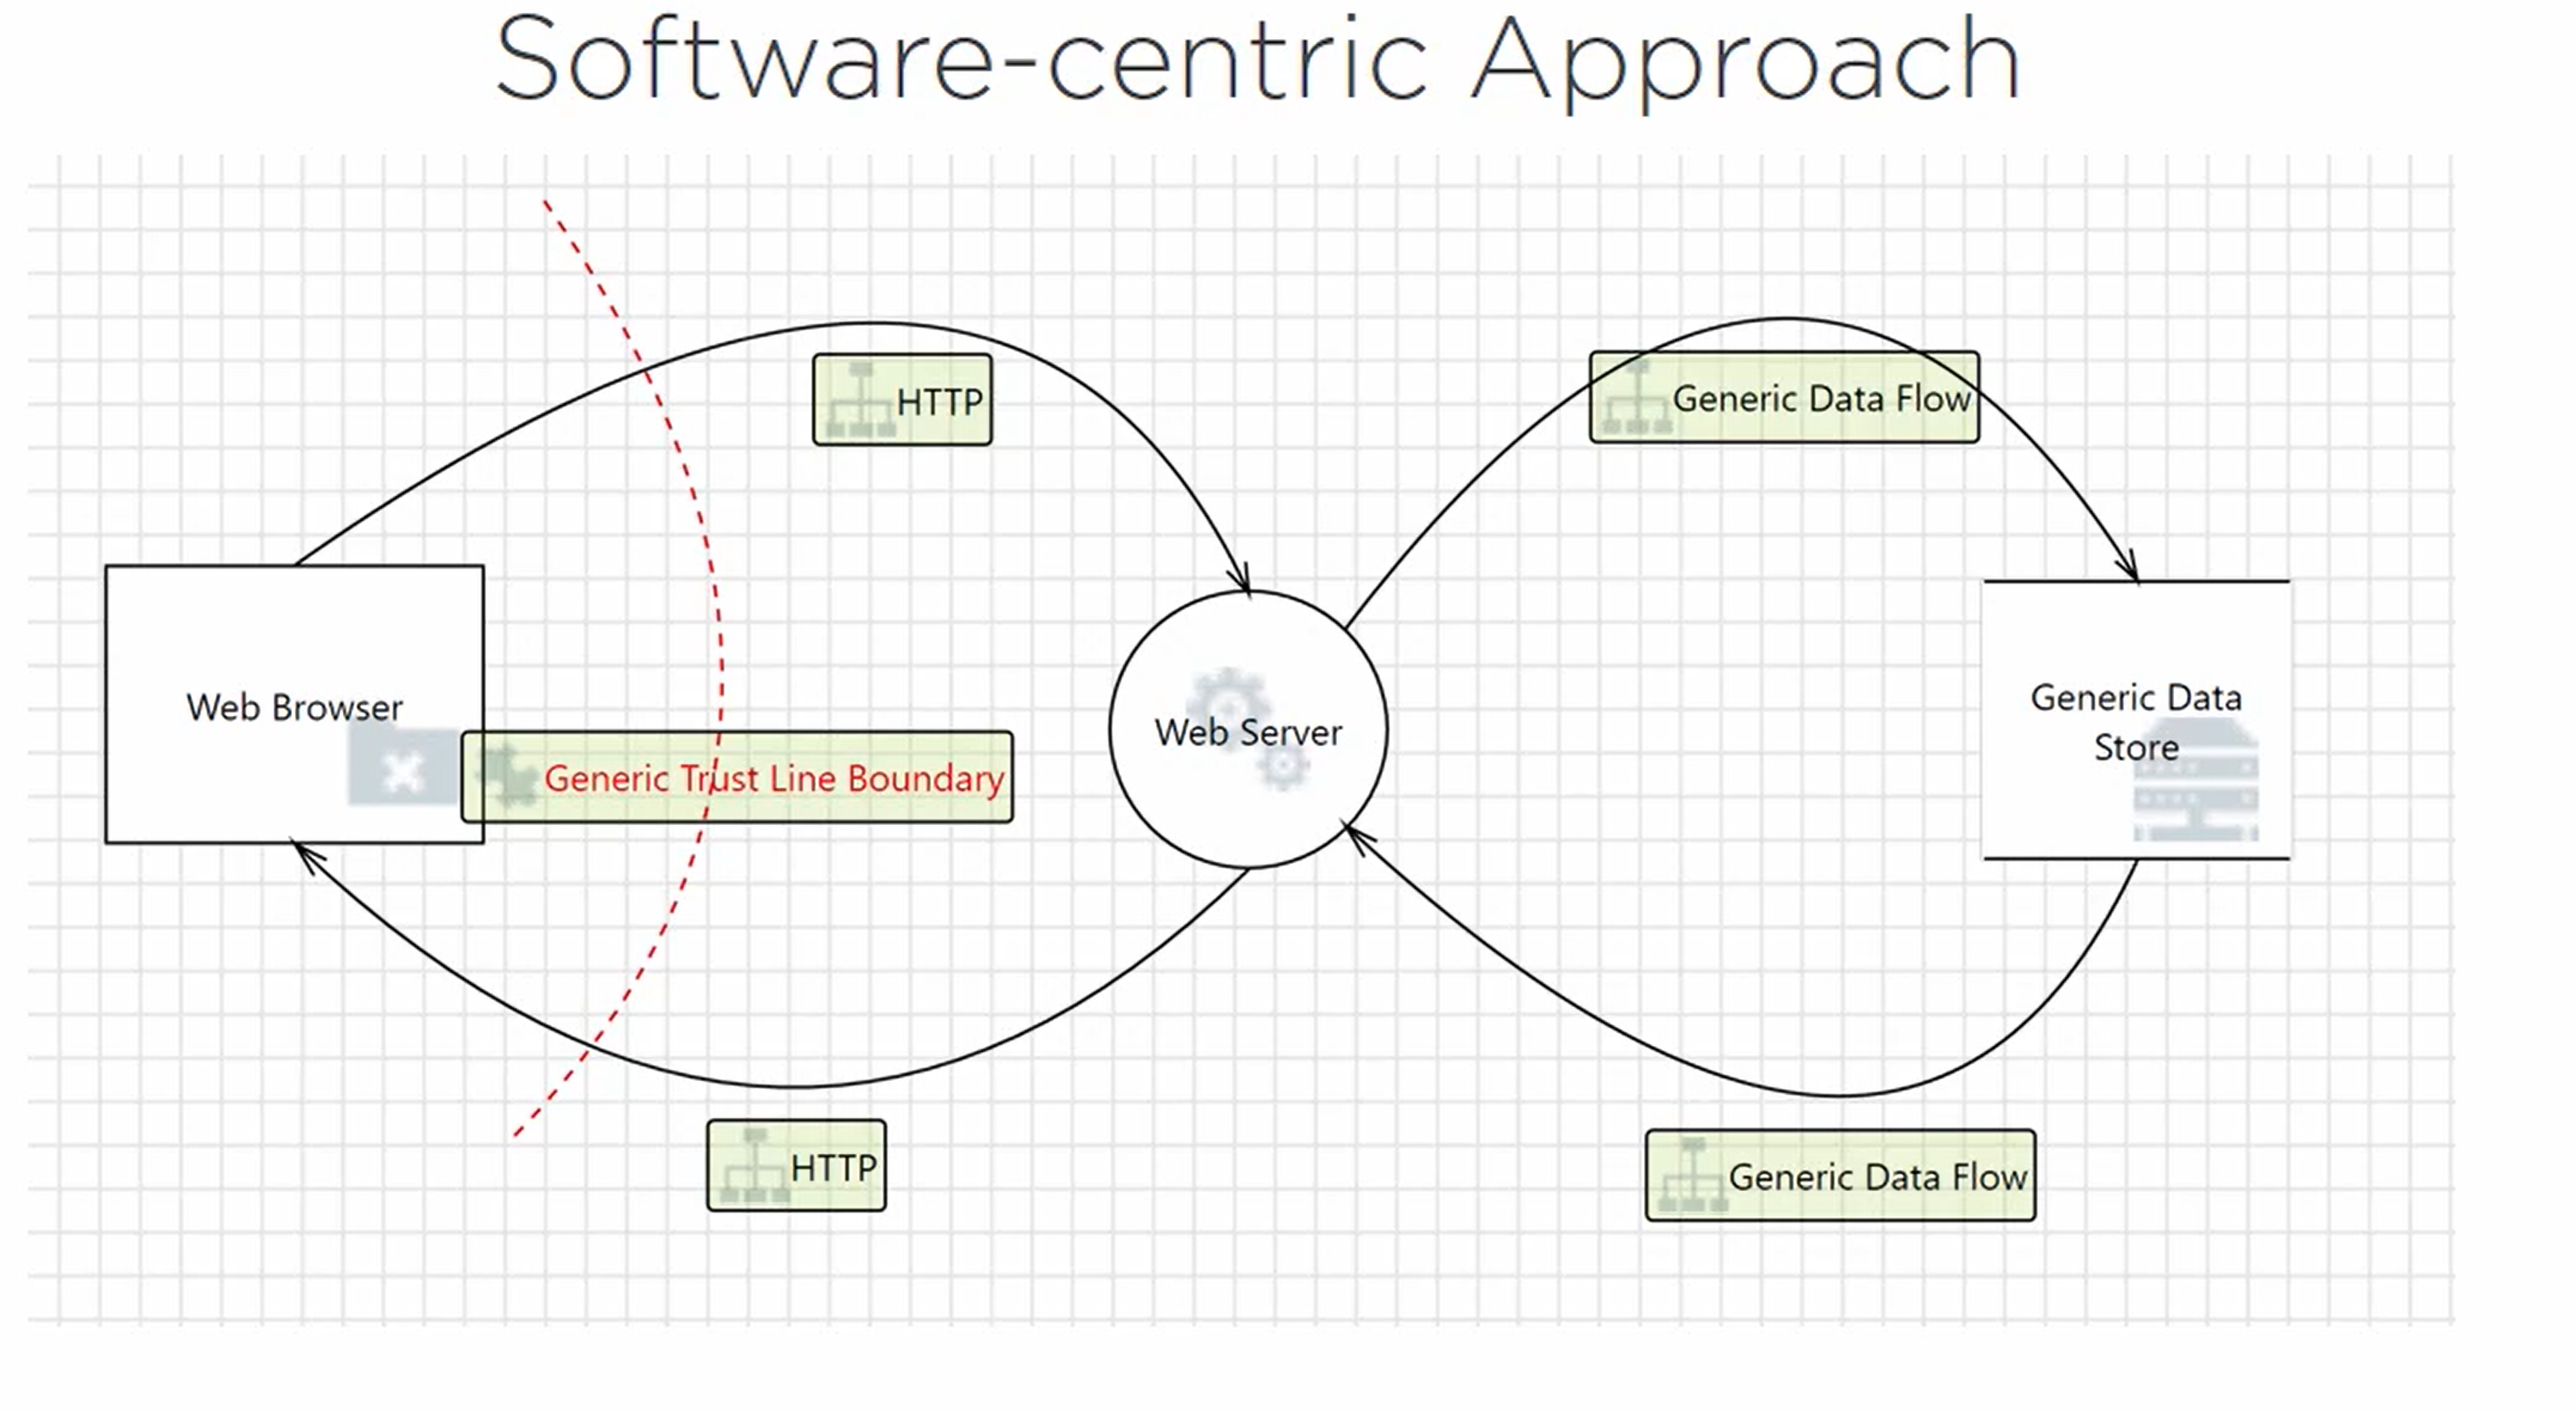 Software-centric Approach
HTTP
Generic Data Flow
Web Browser
Generic Trust Line Boundary
Web Server
Generic Data
Store
HTTP
Generic Data Flow